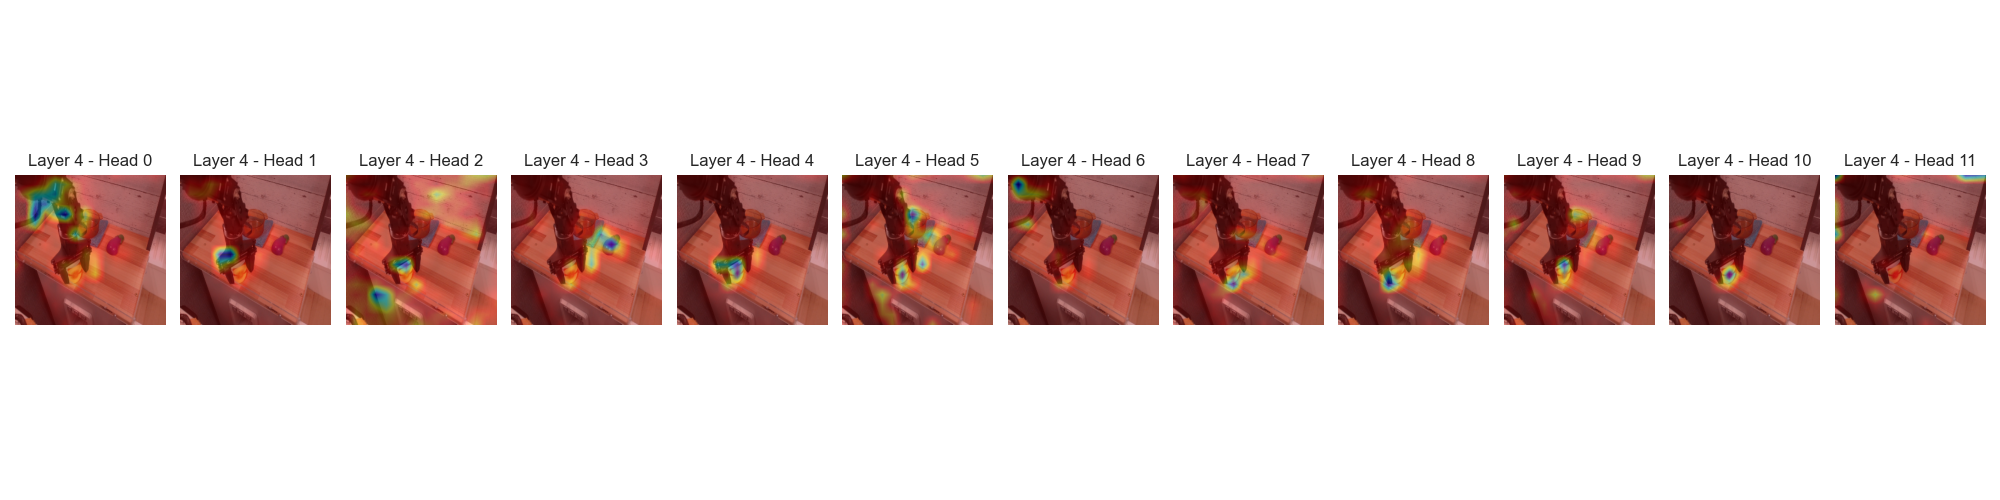 Layer 4 - Head 0
Layer 4 - Head 1
Layer 4 - Head 2
Layer 4 - Head 3
Layer 4 - Head 4
Layer 4 - Head 5
Layer 4 - Head 6
Layer 4 - Head 7
Layer 4 - Head 8
Layer 4 - Head 9
Layer 4 - Head 10
Layer 4 - Head 11